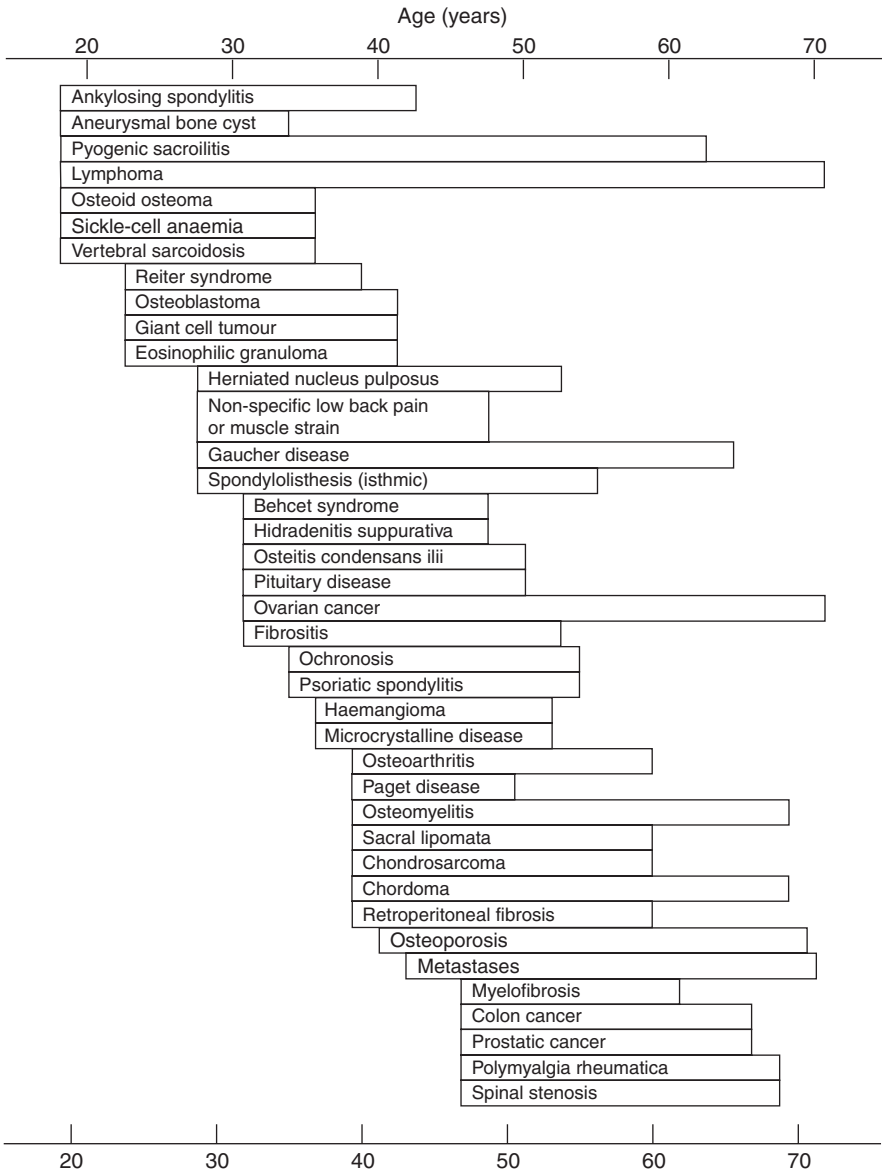 Age (years)
20 30 40 50 60 70
Ankylosing spondylitis
Aneurysmal bone cyst
Pyogenic sacroilitis
Lymphoma
Osteoid osteoma
Sickle-cell anaemia
Vertebral sarcoidosis
Reiter syndrome
Osteoblastoma
Giant cell tumour
Eosinophilic granuloma
Herniated nucleus pulposus
Non-specific low back pain
or muscle strain
Gaucher disease
Spondylolisthesis (isthmic)
Behcet syndrome
Hidradenitis suppurativa
Osteitis condensans ilii
Pituitary disease
Ovarian cancer
Fibrositis
Ochronosis
Psoriatic spondylitis
Haemangioma
Microcrystalline disease
Osteoarthritis
Paget disease
Osteomyelitis
Sacral lipomata
Chondrosarcoma
Chordoma
Retroperitoneal fibrosis
Osteoporosis
Metastases
Myelofibrosis
Colon cancer
Prostatic cancer
Polymyalgia rheumatica
Spinal stenosis
20 30 40 50 60 70